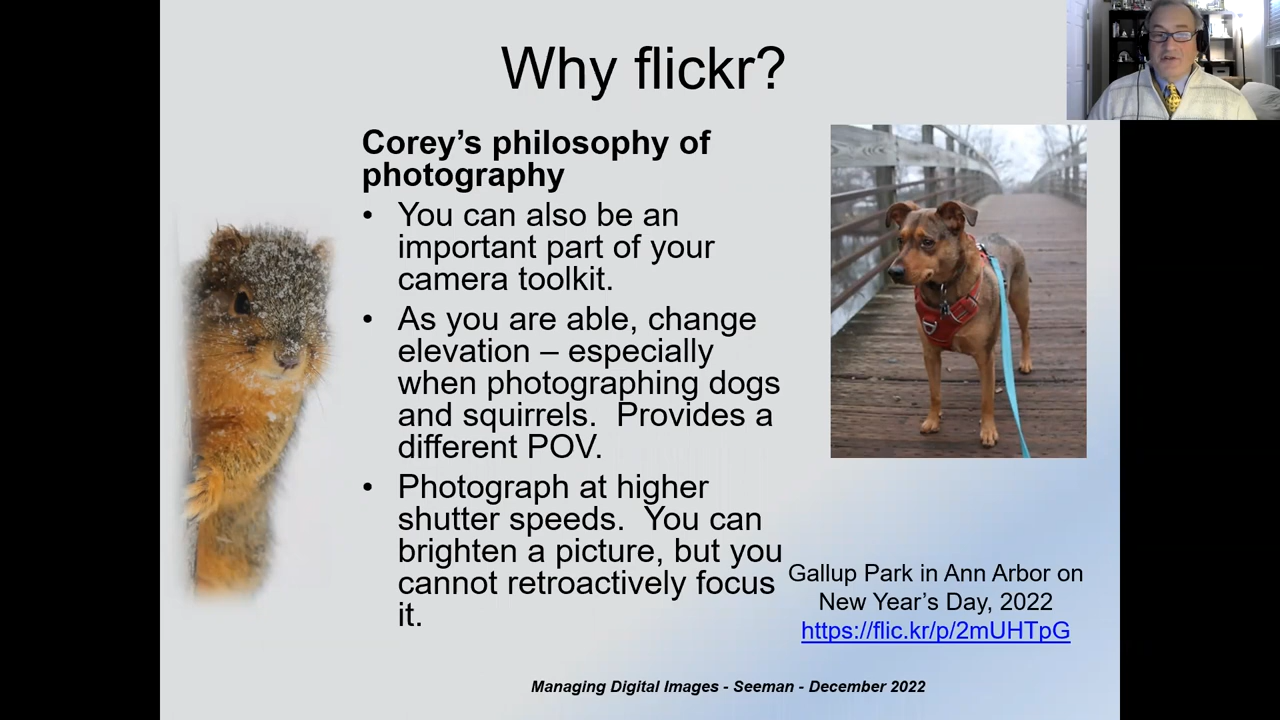 Why flickr?
Corey’s philosophy of
photography
• You can also be an
important part of your
camera toolkit.
• As you are able, change
elevation – especially
when photographing dogs
and squirrels.  Provides a
different POV.
• Photograph at higher
shutter speeds.  You can
brighten a picture, but you
cannot retroactively focus
it.
Gallup Park in Ann Arbor on
New Year’s Day, 2022
https://flic.kr/p/2mUHTpG
Managing Digital Images - Seeman - December 2022